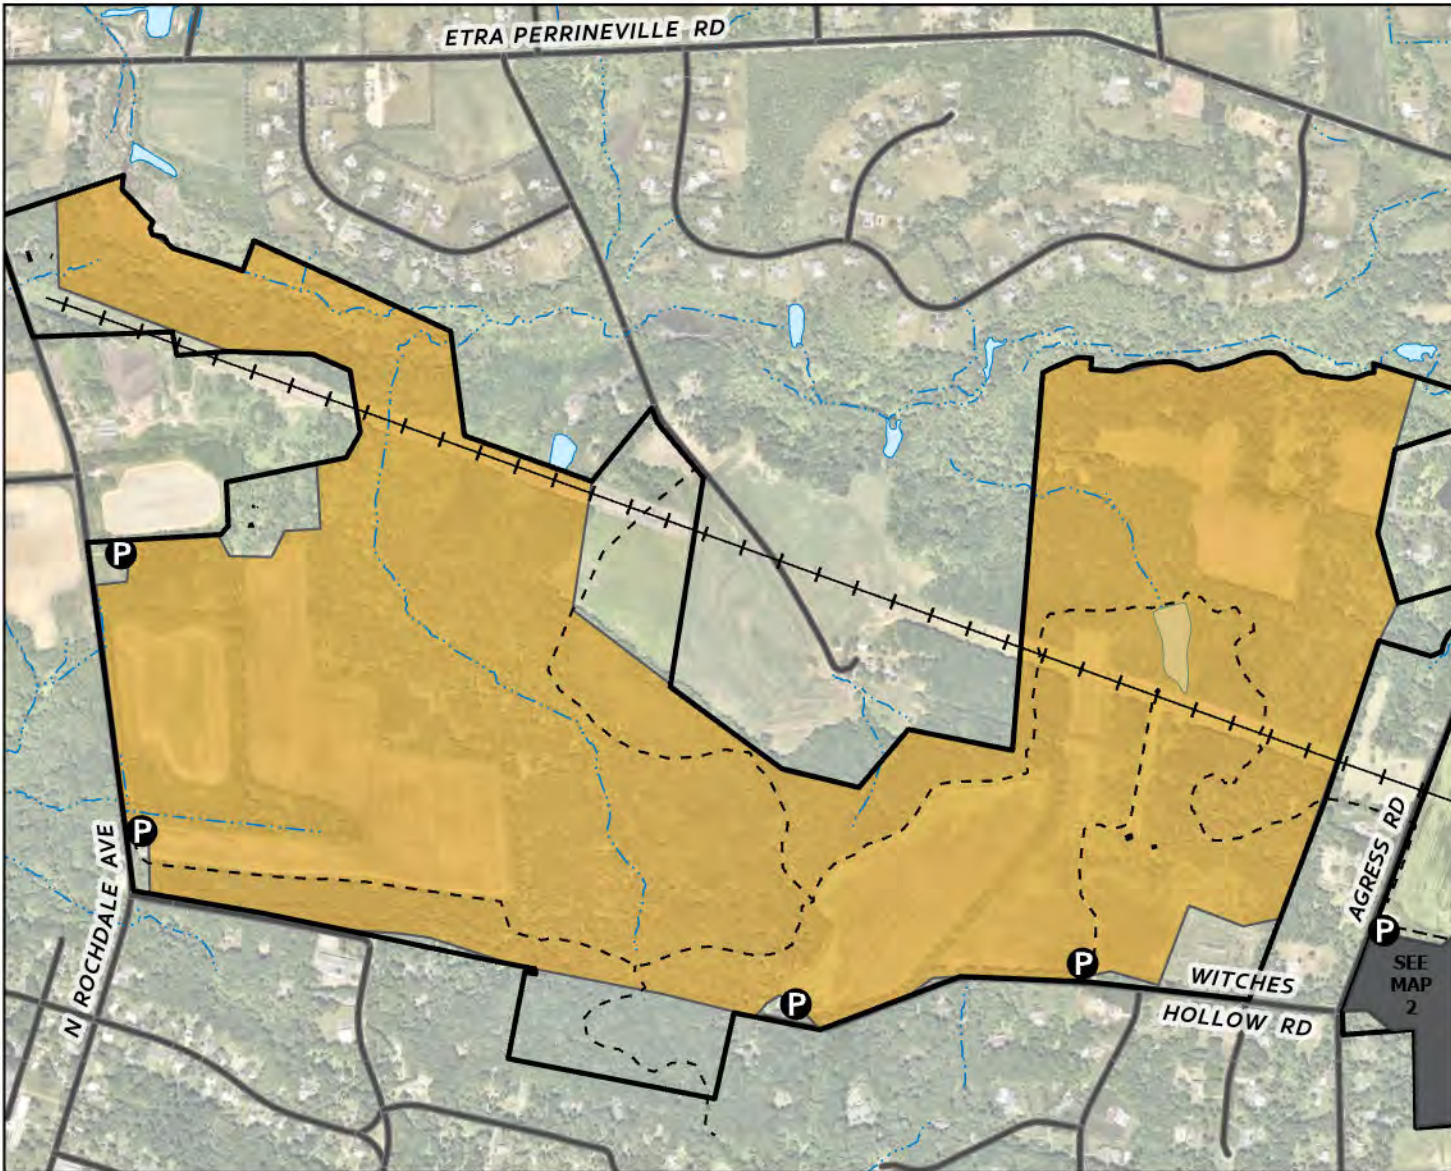 ETRA PERRINEVILLE RD
P
P
N ROCHDALE AVE
AGRESS RD
P
P
P
SEE
MAP
2
WITCHES
HOLLOW RD